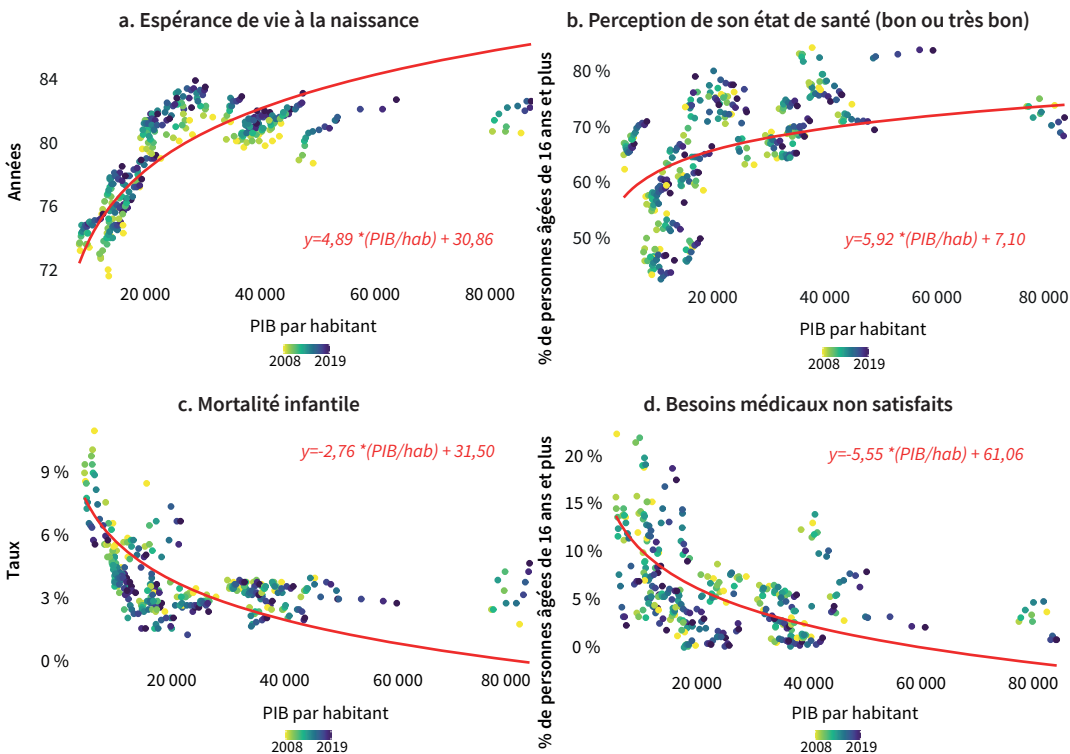 a. Espérance de vie à la naissance
Années
84
80
76
72
y=4,89 *(PIB/hab) + 30,86
20 000
40 000
60 000
80 000
PIB par habitant
2008
2019
b. Perception de son état de santé (bon ou très bon)
% de personnes âgées de 16 ans et plus
80 %
70 %
60 %
50 %
y=5,92 *(PIB/hab) + 7,10
20 000
40 000
60 000
80 000
PIB par habitant
2008
2019
c. Mortalité infantile
Taux
9 %
6 %
3 %
0 %
y=-2,76 *(PIB/hab) + 31,50
20 000
40 000
60 000
80 000
PIB par habitant
2008
2019
d. Besoins médicaux non satisfaits
% de personnes âgées de 16 ans et plus
20 %
15 %
10 %
5 %
0 %
y=-5,55 *(PIB/hab) + 61,06
20 000
40 000
60 000
80 000
PIB par habitant
2008
2019